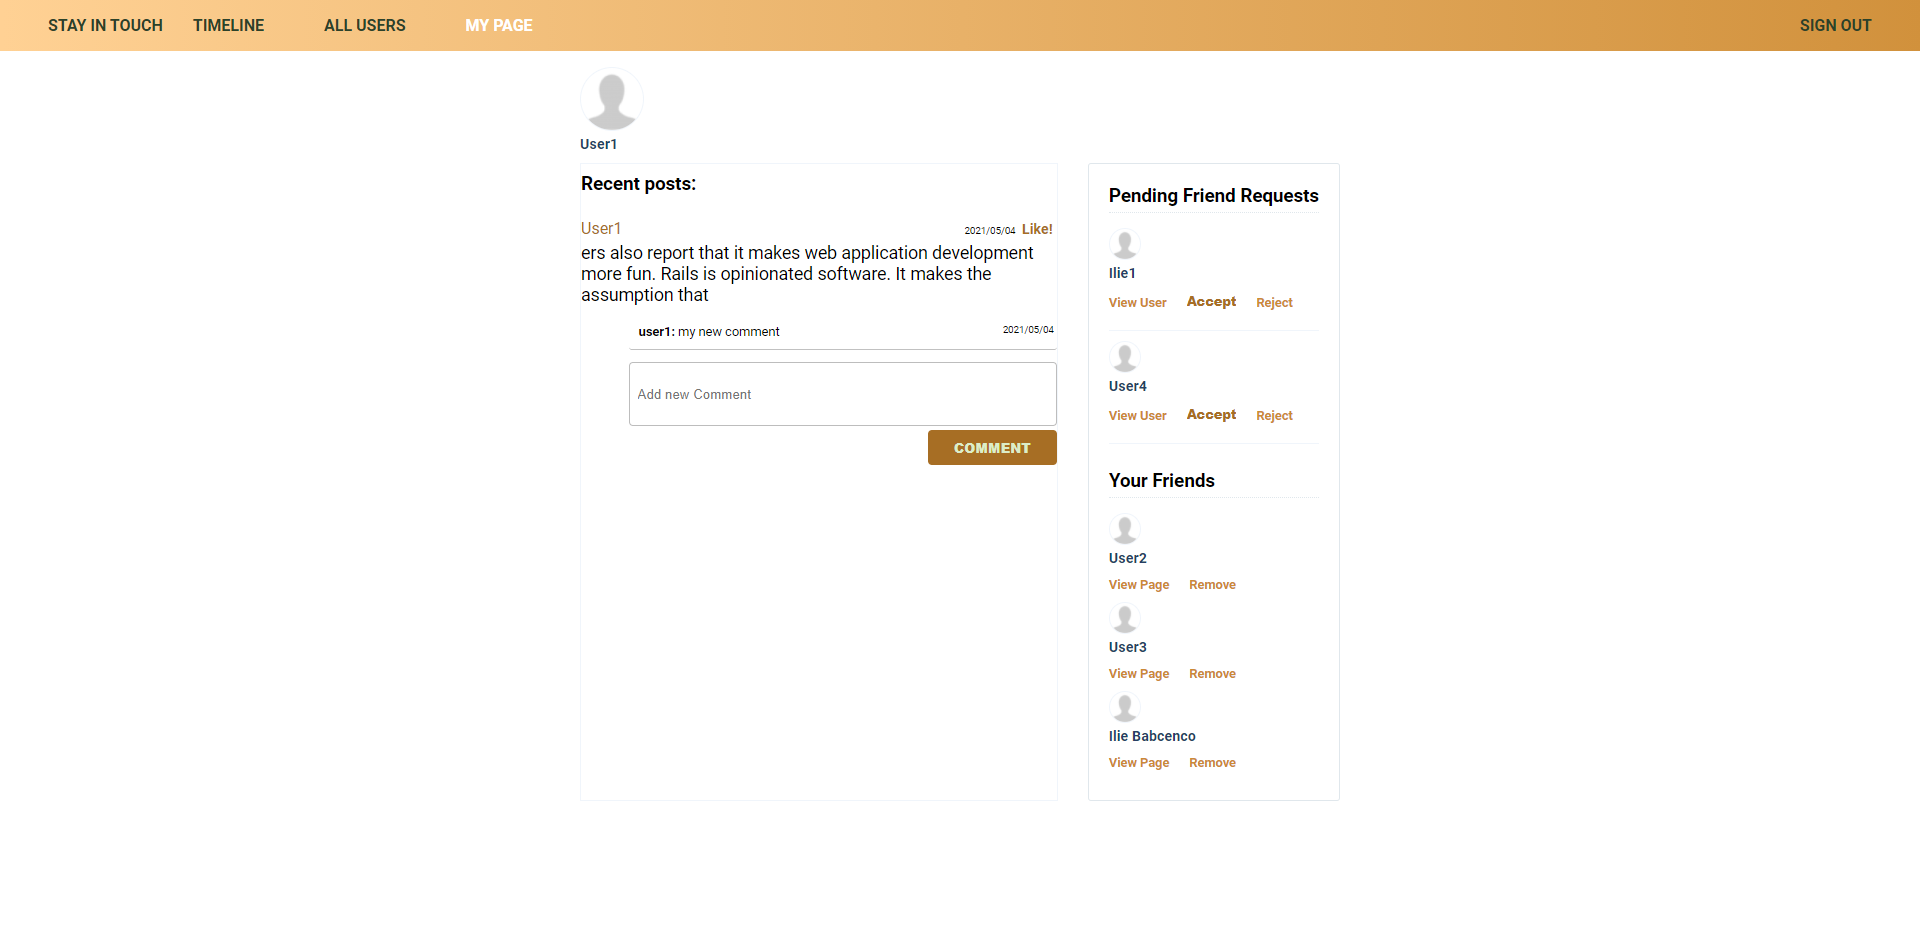 STAY IN TOUCH TIMELINE ALL USERS MY PAGE SIGN OUT
User1
Recent posts:
User1 2021/05/04 Like!
ers also report that it makes web application development
more fun. Rails is opinionated software. It makes the
assumption that
user1: my new comment 2021/05/04
Add new Comment
COMMENT
Pending Friend Requests
Ilie1
View User Accept Reject
User4
View User Accept Reject
Your Friends
User2
View Page Remove
User3
View Page Remove
Ilie Babcenco
View Page Remove